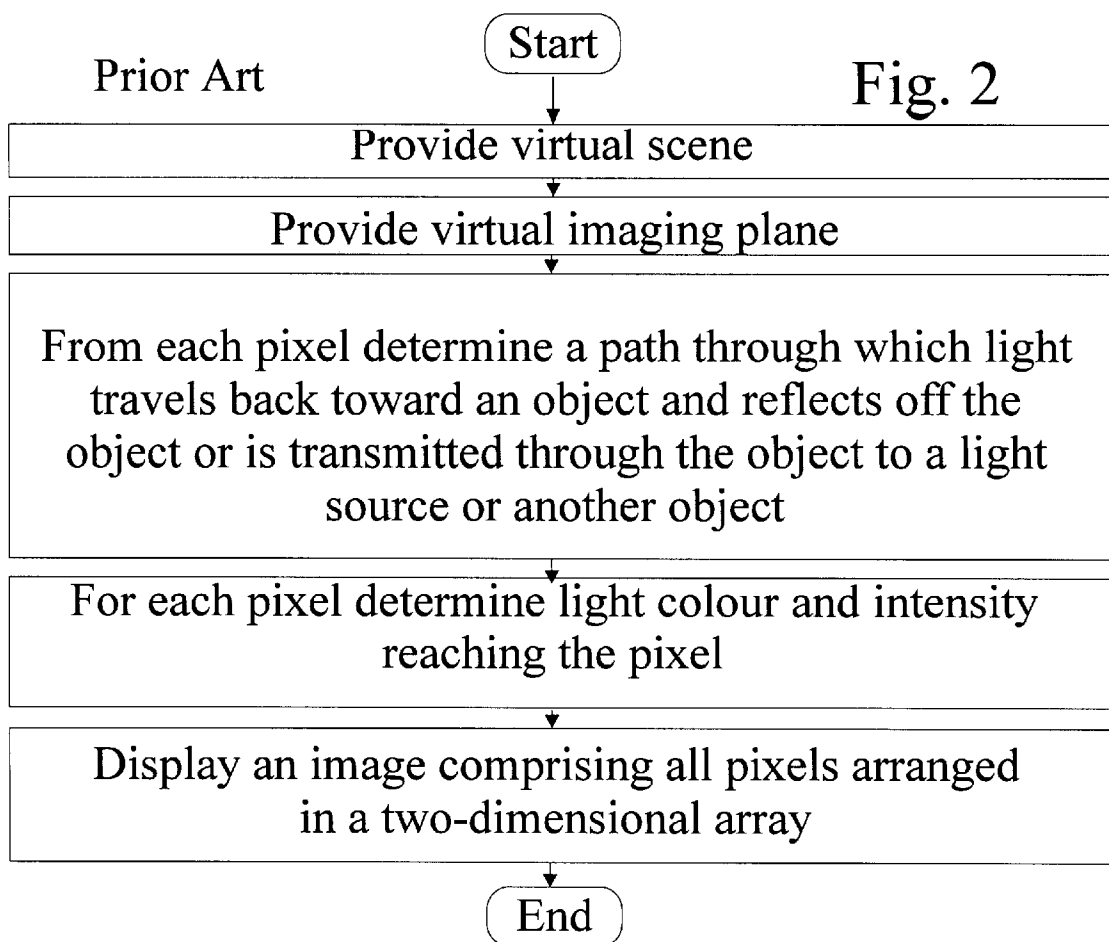 Start
Prior Art
Fig. 2
Provide virtual scene
Provide virtual imaging plane
From each pixel determine a path through which light
travels back toward an object and reflects off the
object or is transmitted through the object to a light
source or another object
For each pixel determine light colour and intensity
reaching the pixel
Display an image comprising all pixels arranged
in a two-dimensional array
End